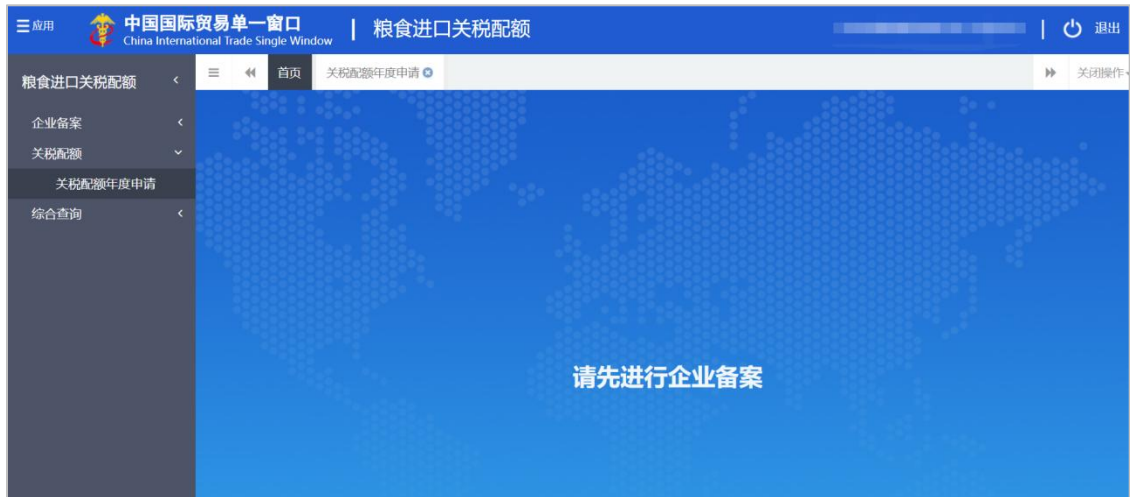 应用
中国国际贸易单一窗口
China International Trade Single Window
粮食进口关税配额
退出
粮食进口关税配额
首页
关税配额年度申请
关闭操作
企业备案
关税配额
关税配额年度申请
综合查询
请先进行企业备案